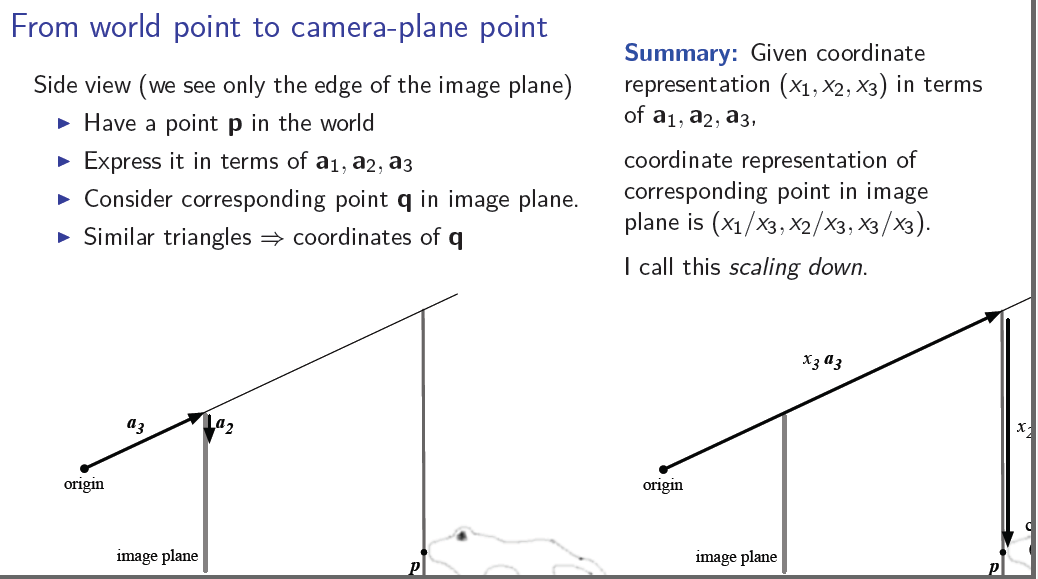 From world point to camera-plane point
Side view (we see only the edge of the image plane)
▶ Have a point p in the world
▶ Express it in terms of a₁, a₂, a₃
▶ Consider corresponding point q in image plane.
▶ Similar triangles ⇒ coordinates of q
Summary: Given coordinate
representation (x₁, x₂, x₃) in terms
of a₁, a₂, a₃,
coordinate representation of
corresponding point in image
plane is (x₁/x₃, x₂/x₃, x₃/x₃).
I call this scaling down.
a₃
a₂
origin
image plane
p
x₃ a₃
x₂
origin
image plane
p